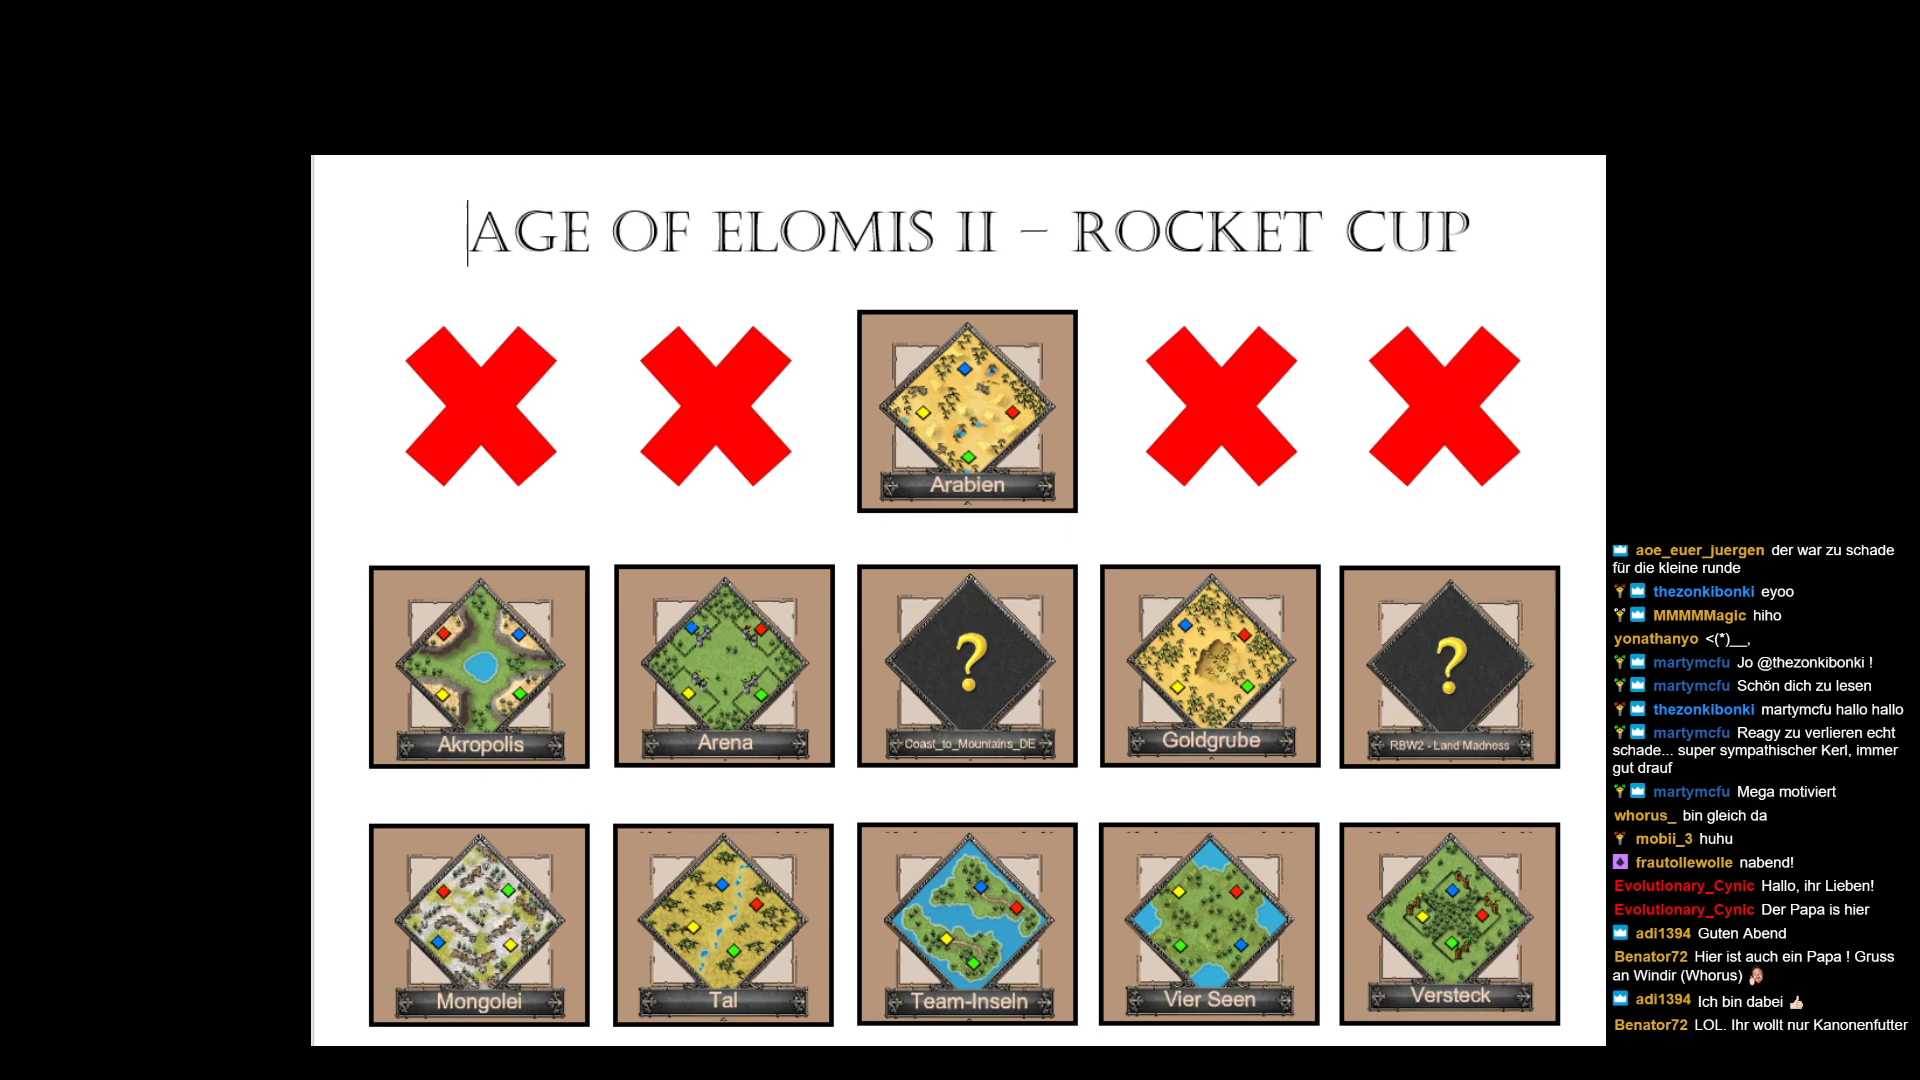 AGE OF ELOMIS II – ROCKET CUP
Arabien
Akropolis
Arena
Coast_to_Mountains_DE
Goldgrube
RBW2 - Land Madness
Mongolei
Tal
Team-Inseln
Vier Seen
Versteck
aoe_euer_juergen der war zu schade
für die kleine runde
thezonkibonki eyoo
MMMMMagic hiho
yonathanyo <(*)__,
martymcfu Jo @thezonkibonki !
martymcfu Schön dich zu lesen
thezonkibonki martymcfu hallo hallo
martymcfu Reagy zu verlieren echt
schade... super sympathischer Kerl, immer
gut drauf
martymcfu Mega motiviert
whorus_ bin gleich da
mobii_3 huhu
frautollewolle nabend!
Evolutionary_Cynic Hallo, ihr Lieben!
Evolutionary_Cynic Der Papa is hier
adi1394 Guten Abend
Benator72 Hier ist auch ein Papa ! Gruss
an Windir (Whorus)
adi1394 Ich bin dabei 👍🏻
Benator72 LOL. Ihr wollt nur Kanonenfutter